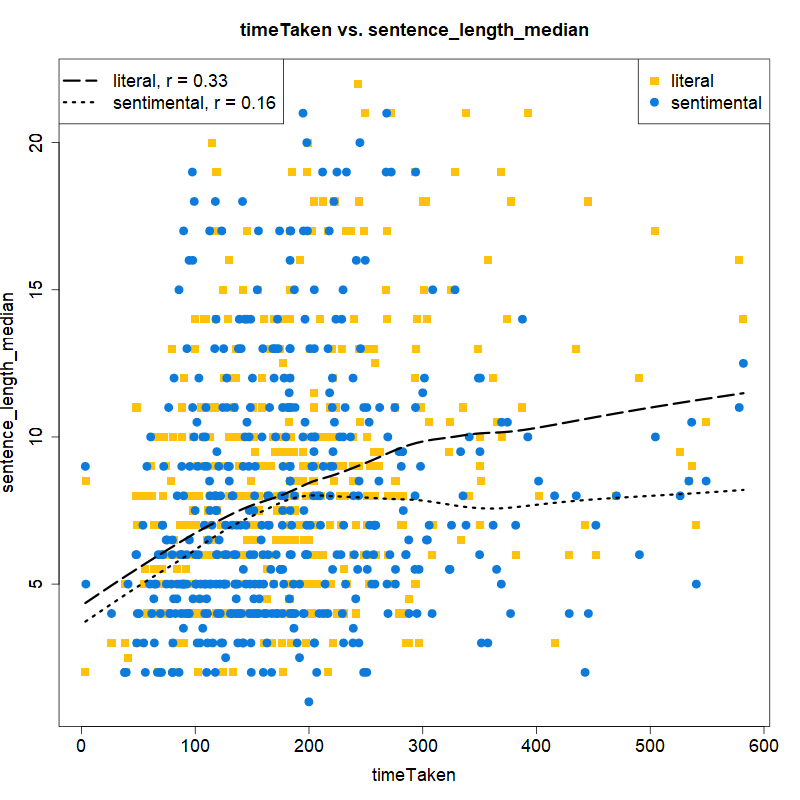 timeTaken vs. sentence_length_median
literal, r = 0.33
sentimental, r = 0.16
literal
sentimental
20
15
10
5
sentence_length_median
0 100 200 300 400 500 600
timeTaken